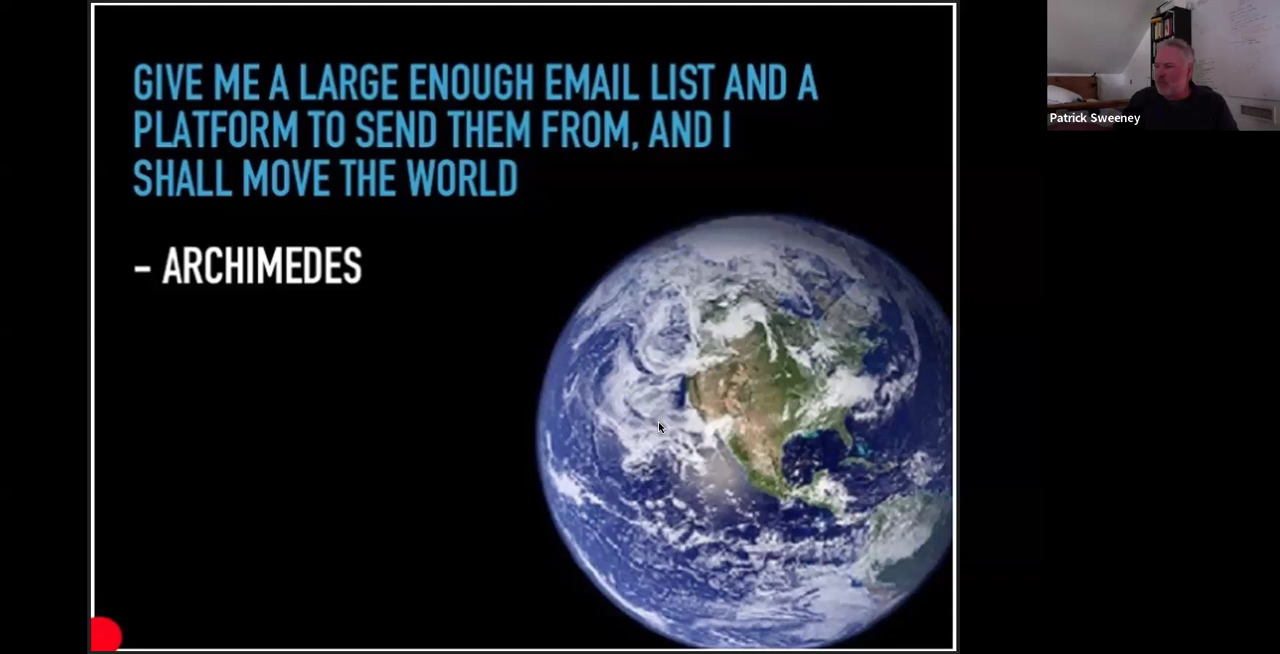 GIVE ME A LARGE ENOUGH EMAIL LIST AND A
PLATFORM TO SEND THEM FROM, AND I
SHALL MOVE THE WORLD
- ARCHIMEDES
Patrick Sweeney